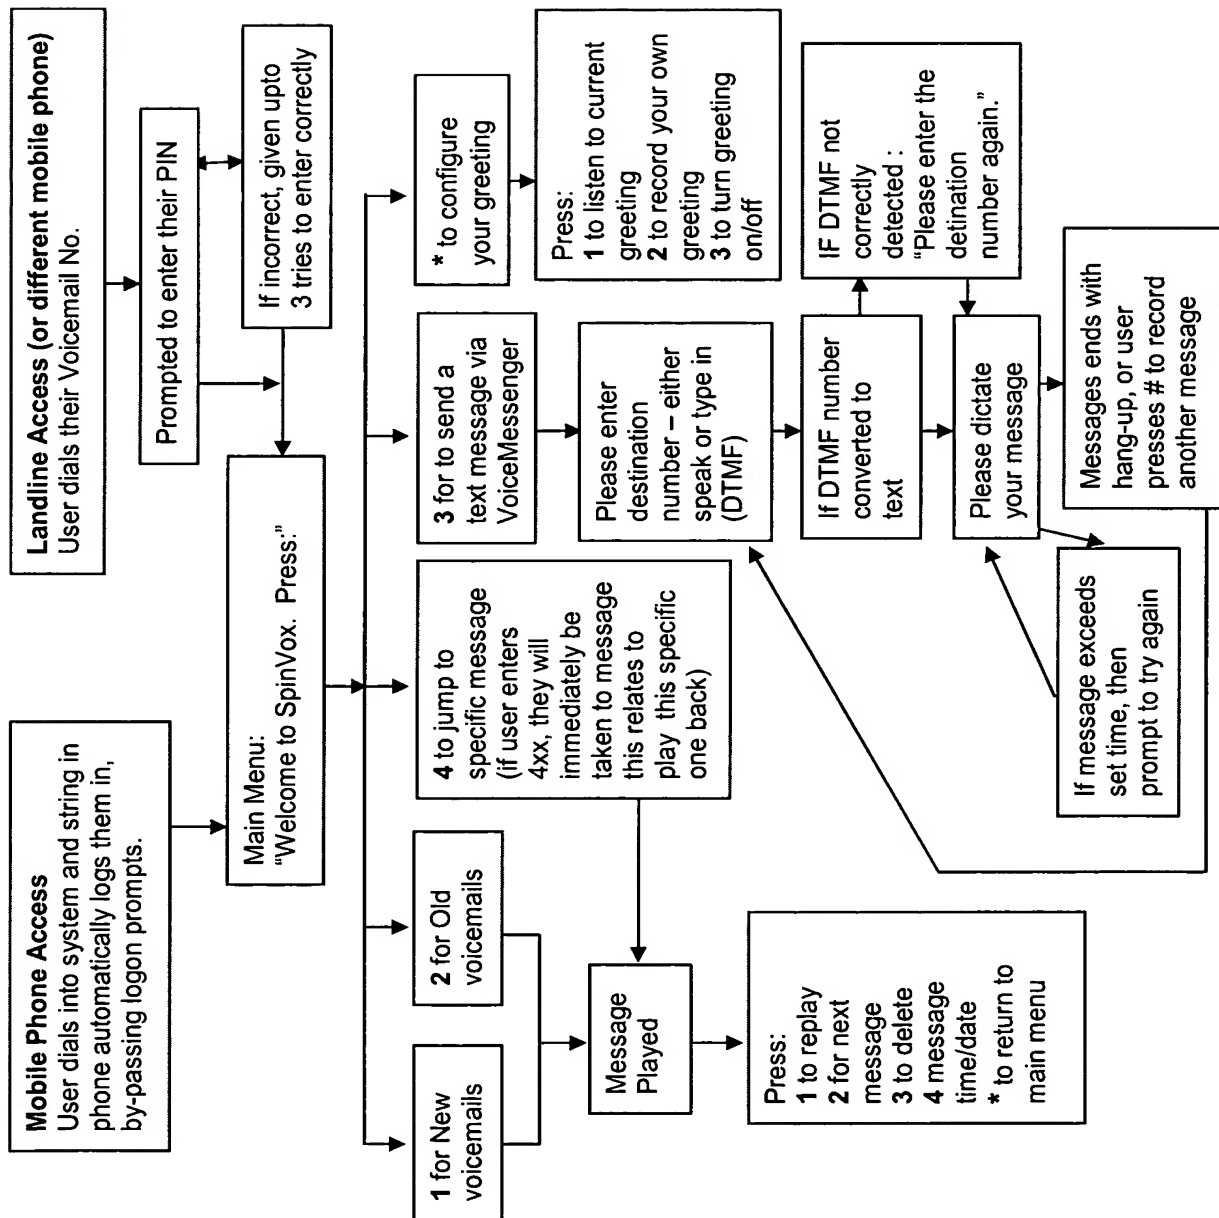 Mobile Phone Access
User dials into system and string in
phone automatically logs them in,
by-passing logon prompts.
Landline Access (or different mobile phone)
User dials their Voicemail No.
Prompted to enter their PIN
If incorrect, given upto
3 tries to enter correctly
Main Menu:
“Welcome to SpinVox. Press:”
1 for New
voicemails
2 for Old
voicemails
4 to jump to
specific message
(if user enters
4xx, they will
immediately be
taken to message
this relates to
play this specific
one back)
3 for to send a
text message via
VoiceMessenger
* to configure
your greeting
Message
Played
Please enter
destination
number – either
speak or type in
(DTMF)
Press:
1 to listen to current
greeting
2 to record your own
greeting
3 to turn greeting
on/off
Press:
1 to replay
2 for next
message
3 to delete
4 message
time/date
* to return to
main menu
If DTMF number
converted to
text
IF DTMF not
correctly
detected :
“Please enter the
detination
number again.”
Please dictate
your message
If message exceeds
set time, then
prompt to try again
Messages ends with
hang-up, or user
presses # to record
another message